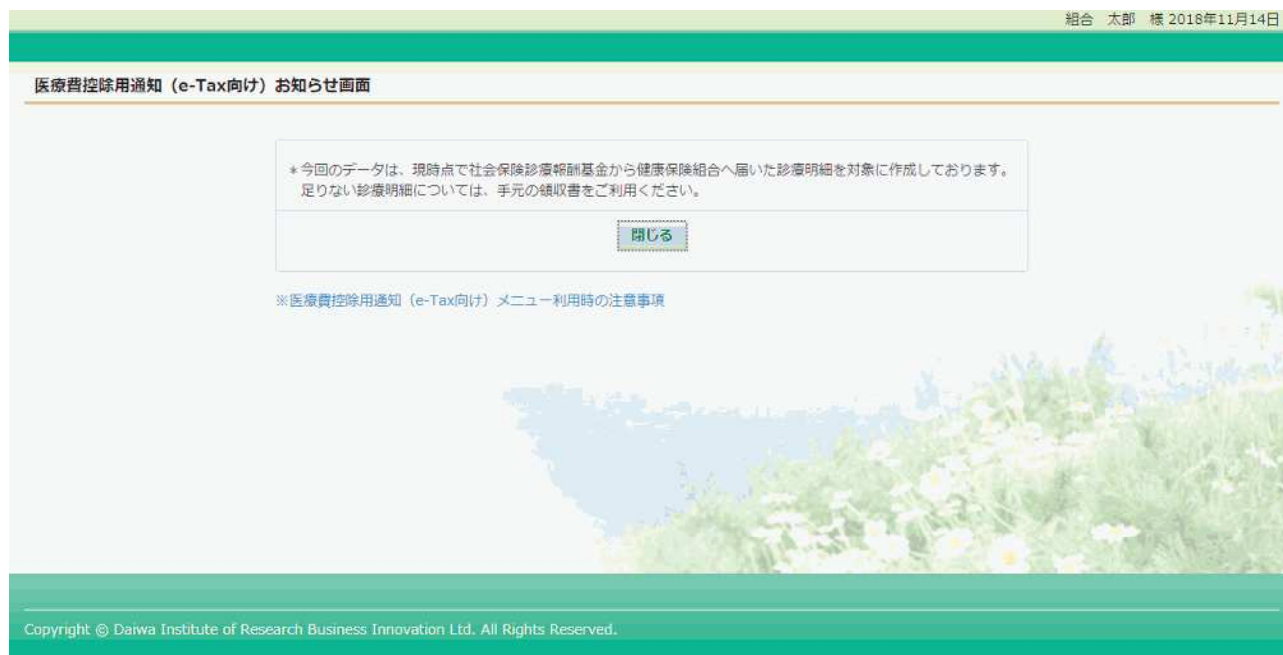 組合　太郎　様 2018年11月14日
医療費控除用通知（e-Tax向け）お知らせ画面
＊今回のデータは、現時点で社会保険診療報酬基金から健康保険組合へ届いた診療明細を対象に作成しております。
足りない診療明細については、手元の領収書をご利用ください。
閉じる
※医療費控除用通知（e-Tax向け）メニュー利用時の注意事項
Copyright © Daiwa Institute of Research Business Innovation Ltd. All Rights Reserved.